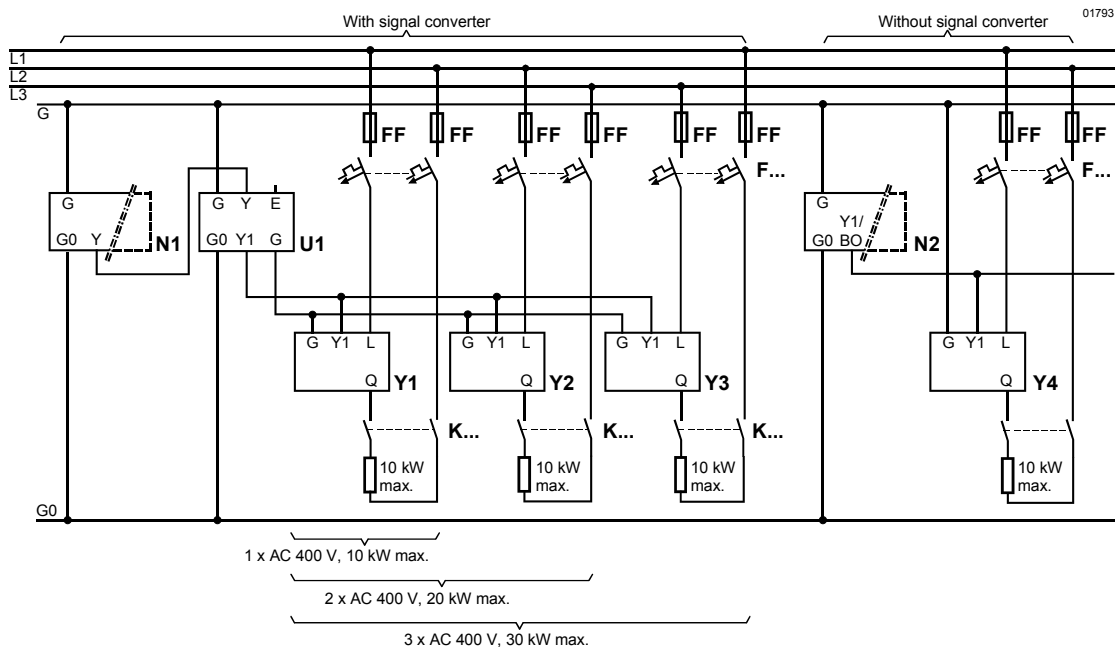 01793
With signal converter
Without signal converter
L1
L2
L3
G
FF
FF
FF
FF
FF
FF
FF
FF
F...
F...
G
G0 Y
N1
G Y E
G0 Y1 G
U1
G
Y1/
G0 BO
N2
G Y1 L
Q
Y1
G Y1 L
Q
Y2
G Y1 L
Q
Y3
G Y1 L
Q
Y4
K...
K...
K...
10 kW
max.
10 kW
max.
10 kW
max.
10 kW
max.
G0
1 x AC 400 V, 10 kW max.
2 x AC 400 V, 20 kW max.
3 x AC 400 V, 30 kW max.